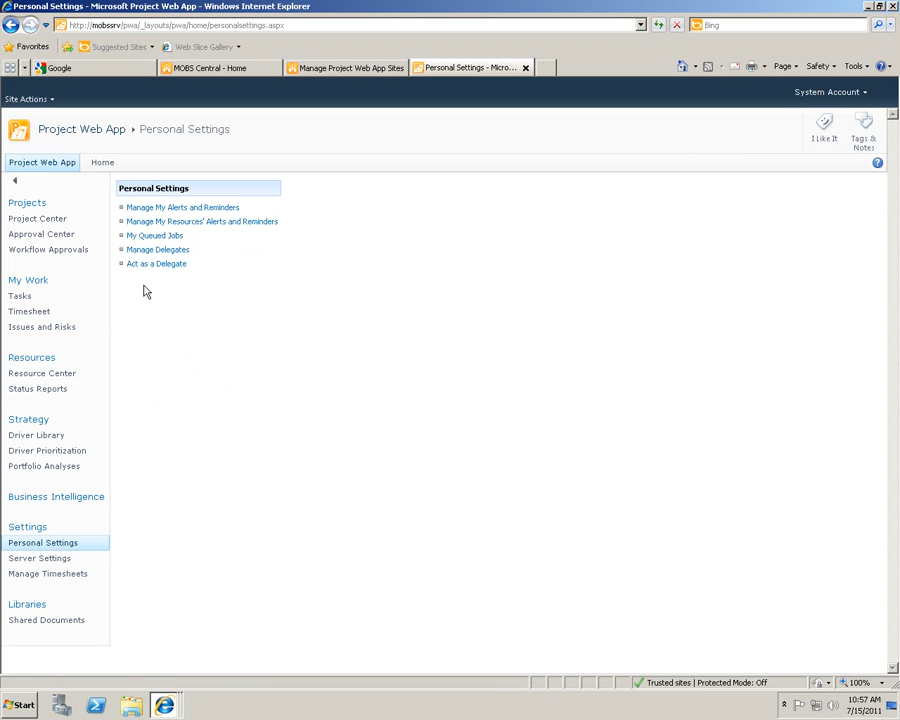 Personal Settings - Microsoft Project Web App - Windows Internet Explorer
http://mobssrv/pwa/_layouts/pwa/home/personalsettings.aspx
Bing
Favorites
Suggested Sites
Web Slice Gallery
Google
MOBS Central - Home
Manage Project Web App Sites
Personal Settings - Micro...
Page
Safety
Tools
Site Actions
System Account
Project Web App
Personal Settings
I Like It
Tags &
Notes
Project Web App
Home
Projects
Project Center
Approval Center
Workflow Approvals
My Work
Tasks
Timesheet
Issues and Risks
Resources
Resource Center
Status Reports
Strategy
Driver Library
Driver Prioritization
Portfolio Analyses
Business Intelligence
Settings
Personal Settings
Server Settings
Manage Timesheets
Libraries
Shared Documents
Personal Settings
Manage My Alerts and Reminders
Manage My Resources' Alerts and Reminders
My Queued Jobs
Manage Delegates
Act as a Delegate
Trusted sites | Protected Mode: Off
100%
Start
10:57 AM
7/15/2011